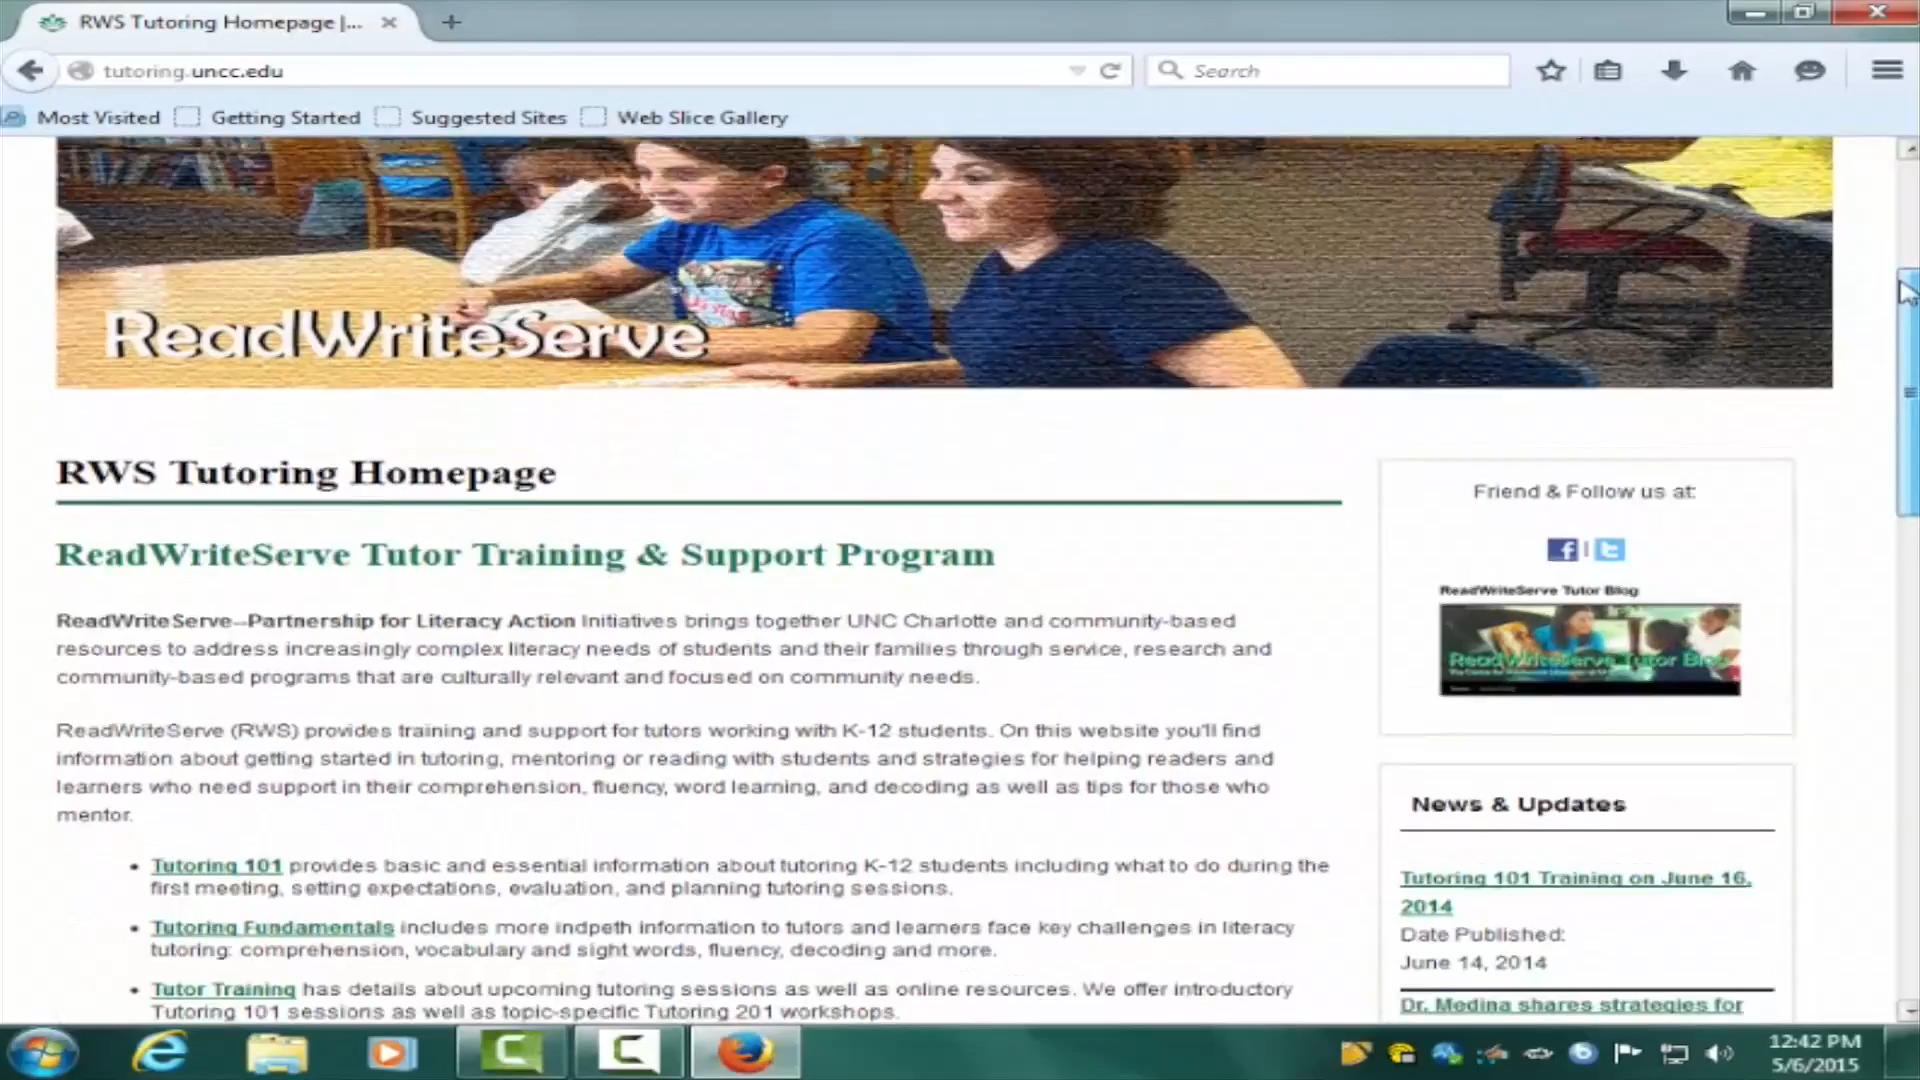 RWS Tutoring Homepage |...
tutoring.uncc.edu
Search
Most Visited
Getting Started
Suggested Sites
Web Slice Gallery
ReadWriteServe
RWS Tutoring Homepage
ReadWriteServe Tutor Training & Support Program
ReadWriteServe--Partnership for Literacy Action Initiatives brings together UNC Charlotte and community-based
resources to address increasingly complex literacy needs of students and their families through service, research and
community-based programs that are culturally relevant and focused on community needs.
ReadWriteServe (RWS) provides training and support for tutors working with K-12 students. On this website you'll find
information about getting started in tutoring, mentoring or reading with students and strategies for helping readers and
learners who need support in their comprehension, fluency, word learning, and decoding as well as tips for those who
mentor.
• Tutoring 101 provides basic and essential information about tutoring K-12 students including what to do during the
first meeting, setting expectations, evaluation, and planning tutoring sessions.
• Tutoring Fundamentals includes more indpeth information to tutors and learners face key challenges in literacy
tutoring: comprehension, vocabulary and sight words, fluency, decoding and more.
• Tutor Training has details about upcoming tutoring sessions as well as online resources. We offer introductory
Tutoring 101 sessions as well as topic-specific Tutoring 201 workshops.
Friend & Follow us at:
f | t
ReadWriteServe Tutor Blog
ReadWriteServe Tutor Blog
News & Updates
Tutoring 101 Training on June 16,
2014
Date Published:
June 14, 2014
Dr. Medina shares strategies for
12:42 PM
5/6/2015